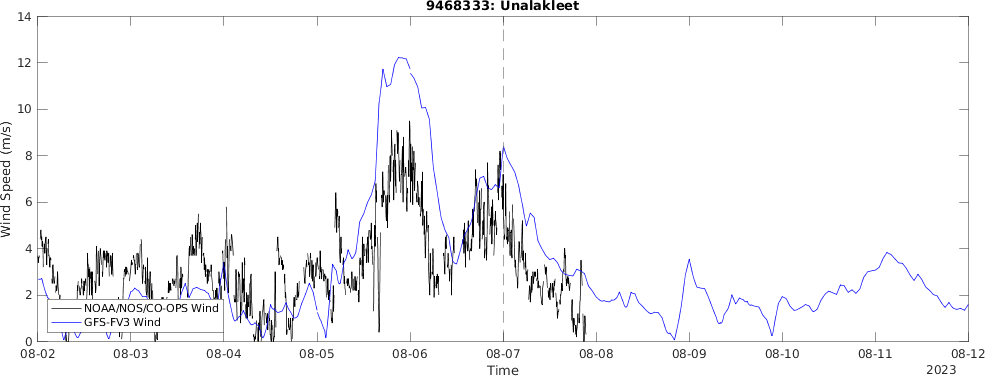 9468333: Unalakleet
14
12
10
8
6
4
2
0
Wind Speed (m/s)
NOAA/NOS/CO-OPS Wind
GFS-FV3 Wind
08-02 08-03 08-04 08-05 08-06 08-07 08-08 08-09 08-10 08-11 08-12
Time
2023